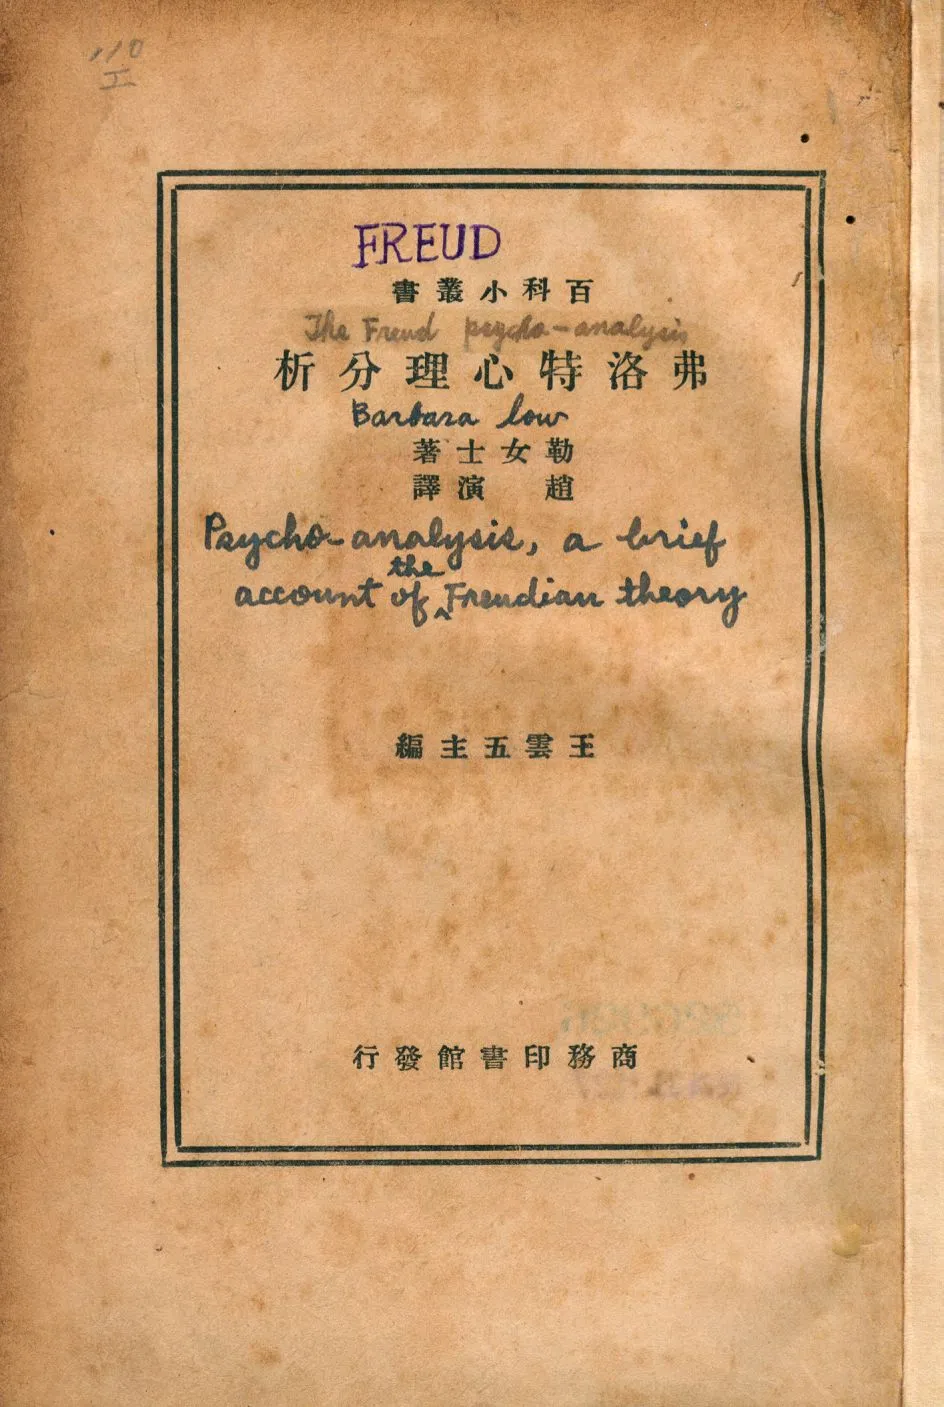 110
I
FREUD
百科小叢書
The Freud psycho-analysis
弗洛特心理分析
Barbara low
勒女士著
趙演譯
Psycho-analysis, a brief
account of the Freudian theory
王雲五主編
商務印書館發行